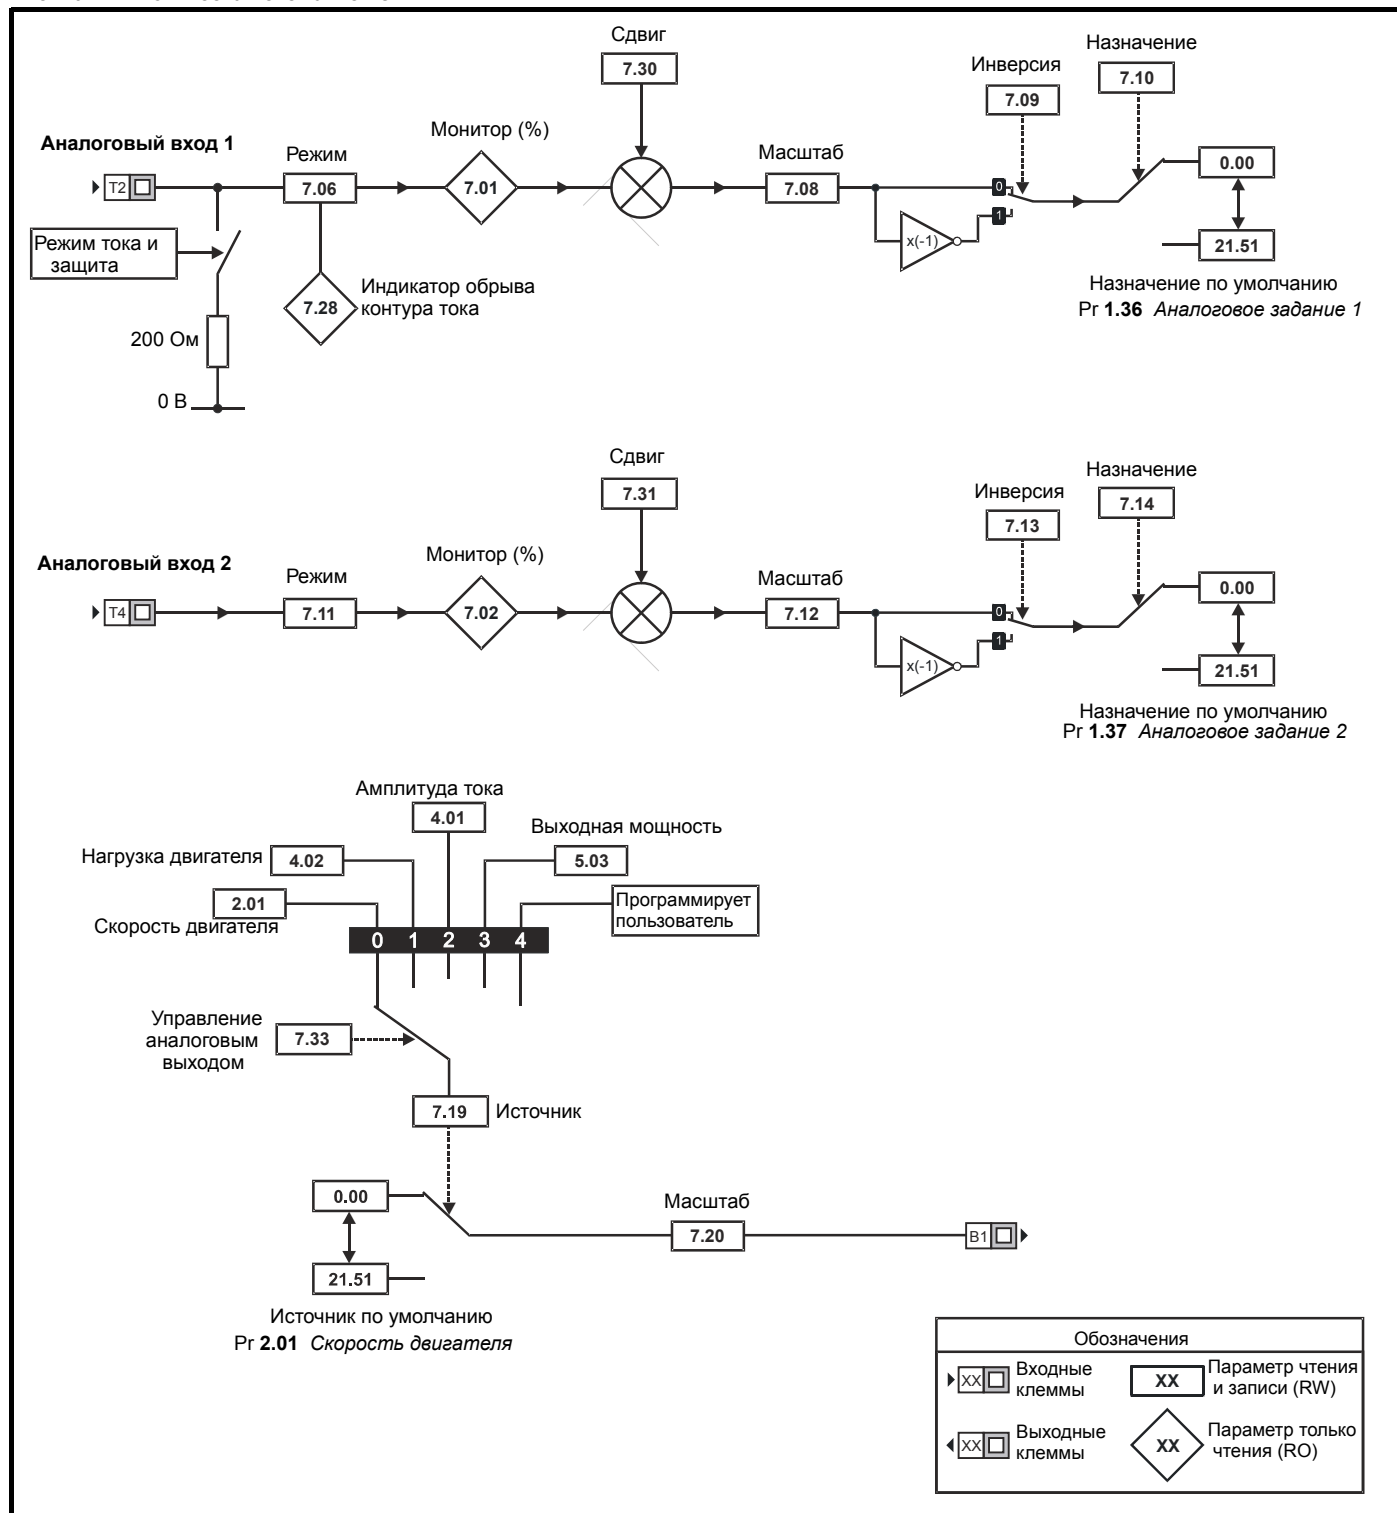 Сдвиг
7.30
Назначение
7.10
Инверсия
7.09
Аналоговый вход 1
Монитор (%)
Режим
Масштаб
T2
7.06
7.01
7.08
0
1
x(-1)
0.00
21.51
Режим тока и
защита
7.28
Индикатор обрыва
контура тока
Назначение по умолчанию
Pr 1.36 Аналоговое задание 1
200 Ом
0 В
Сдвиг
7.31
Назначение
7.14
Инверсия
7.13
Аналоговый вход 2
Монитор (%)
Режим
Масштаб
T4
7.11
7.02
7.12
0
1
x(-1)
0.00
21.51
Назначение по умолчанию
Pr 1.37 Аналоговое задание 2
Амплитуда тока
4.01
Выходная мощность
5.03
Нагрузка двигателя
4.02
2.01
Скорость двигателя
Программирует
пользователь
0 1 2 3 4
Управление
аналоговым
выходом
7.33
7.19
Источник
0.00
21.51
Масштаб
7.20
B1
Источник по умолчанию
Pr 2.01 Скорость двигателя
Обозначения
XX
Входные
клеммы
XX
Параметр чтения
и записи (RW)
XX
Выходные
клеммы
XX
Параметр только
чтения (RO)